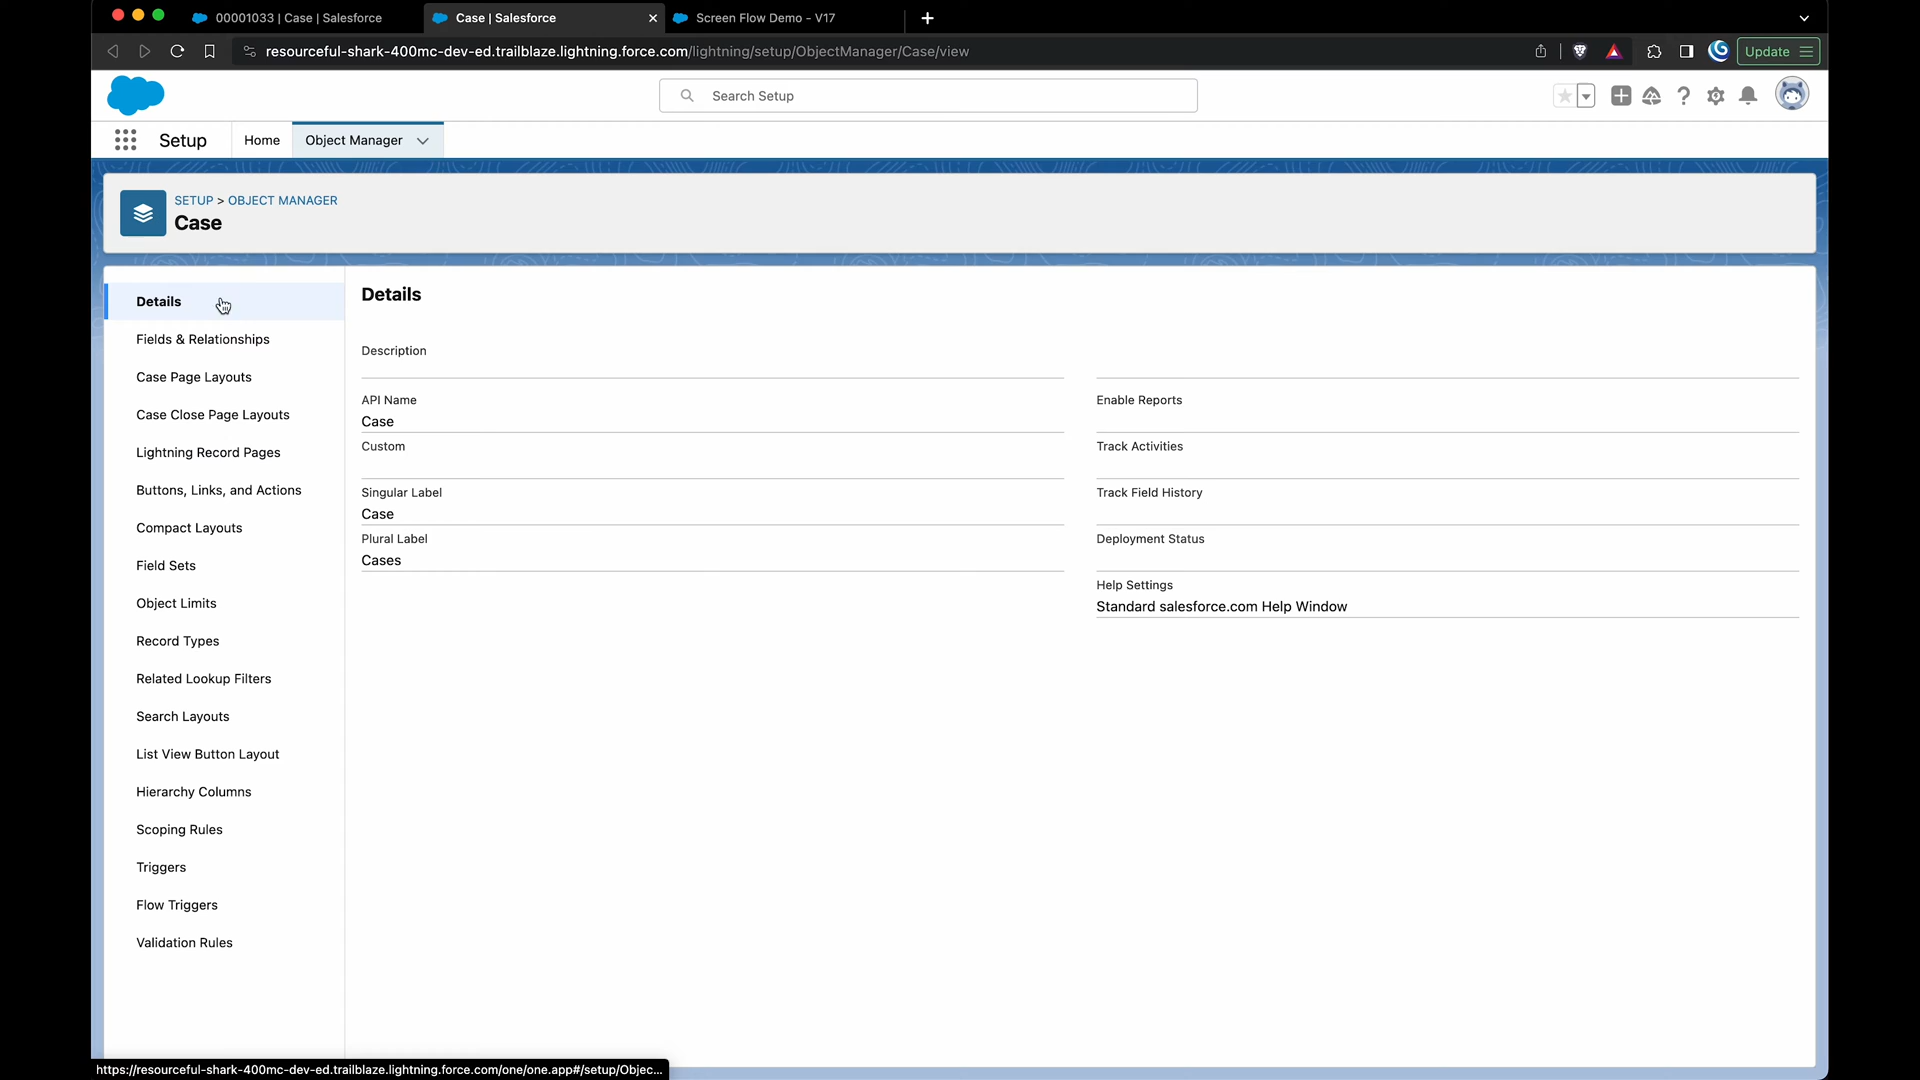 00001033 | Case | Salesforce
Case | Salesforce
Screen Flow Demo - V17
resourceful-shark-400mc-dev-ed.trailblaze.lightning.force.com/lightning/setup/ObjectManager/Case/view
Update
Search Setup
Setup
Home
Object Manager
SETUP > OBJECT MANAGER
Case
Details
Fields & Relationships
Case Page Layouts
Case Close Page Layouts
Lightning Record Pages
Buttons, Links, and Actions
Compact Layouts
Field Sets
Object Limits
Record Types
Related Lookup Filters
Search Layouts
List View Button Layout
Hierarchy Columns
Scoping Rules
Triggers
Flow Triggers
Validation Rules
Details
Description
API Name
Case
Custom
Singular Label
Case
Plural Label
Cases
Enable Reports
Track Activities
Track Field History
Deployment Status
Help Settings
Standard salesforce.com Help Window
https://resourceful-shark-400mc-dev-ed.trailblaze.lightning.force.com/one/one.app#/setup/Objec...